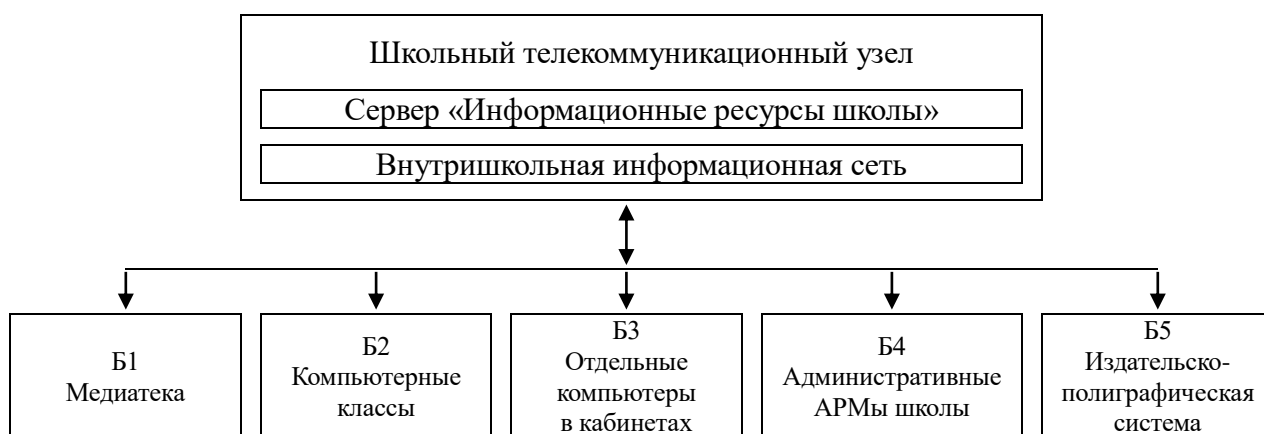 Школьный телекоммуникационный узел
Сервер «Информационные ресурсы школы»
Внутришкольная информационная сеть
Б1
Медиатека
Б2
Компьютерные
классы
Б3
Отдельные
компьютеры
в кабинетах
Б4
Административные
АРМы школы
Б5
Издательско-
полиграфическая
система